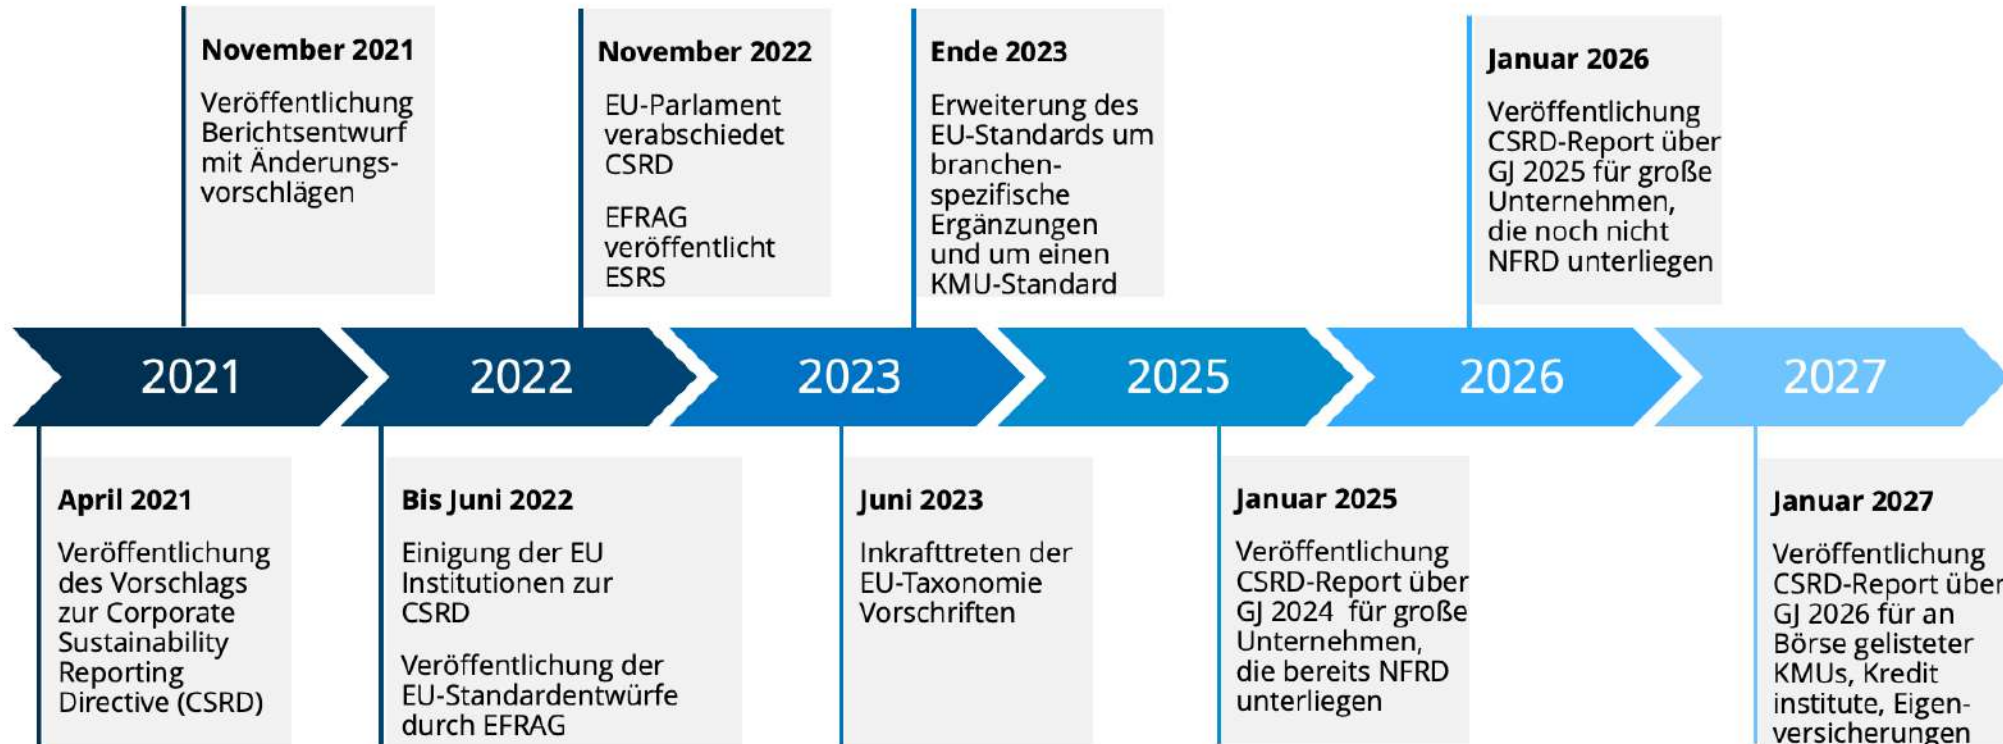 November 2021
Veröffentlichung
Berichtsentwurf
mit Änderungs-
vorschlägen
November 2022
EU-Parlament
verabschiedet
CSRD
EFRAG
veröffentlicht
ESRS
Ende 2023
Erweiterung des
EU-Standards um
branchen-
spezifische
Ergänzungen
und um einen
KMU-Standard
Januar 2026
Veröffentlichung
CSRD-Report über
GJ 2025 für große
Unternehmen,
die noch nicht
NFRD unterliegen
2021
2022
2023
2025
2026
2027
April 2021
Veröffentlichung
des Vorschlags
zur Corporate
Sustainability
Reporting
Directive (CSRD)
Bis Juni 2022
Einigung der EU
Institutionen zur
CSRD
Veröffentlichung der
EU-Standardentwürfe
durch EFRAG
Juni 2023
Inkrafttreten der
EU-Taxonomie
Vorschriften
Januar 2025
Veröffentlichung
CSRD-Report über
GJ 2024 für große
Unternehmen,
die bereits NFRD
unterliegen
Januar 2027
Veröffentlichung
CSRD-Report über
GJ 2026 für an
Börse gelisteter
KMUs, Kredit
institute, Eigen-
versicherungen